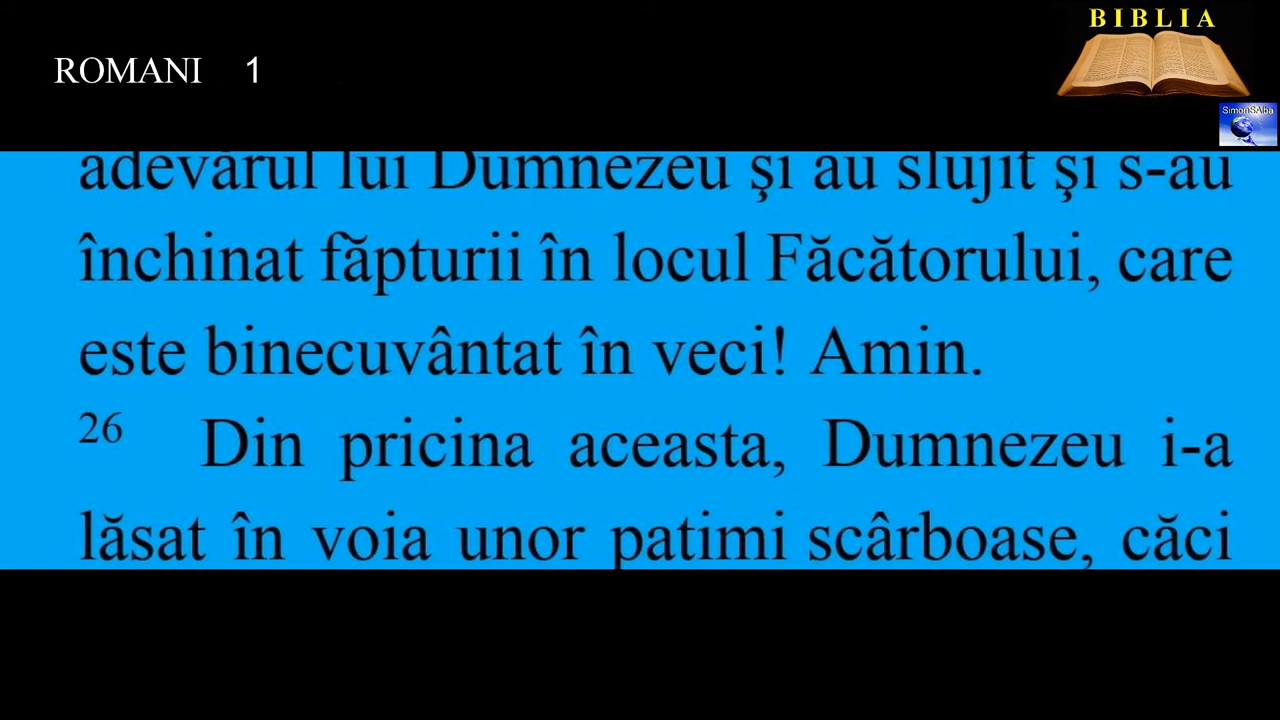 BIBLIA
ROMANI 1
SimonSAlba
adevărul lui Dumnezeu şi au slujit şi s-au
închinat făpturii în locul Făcătorului, care
este binecuvântat în veci! Amin.
26 Din pricina aceasta, Dumnezeu i-a
lăsat în voia unor patimi scârboase, căci